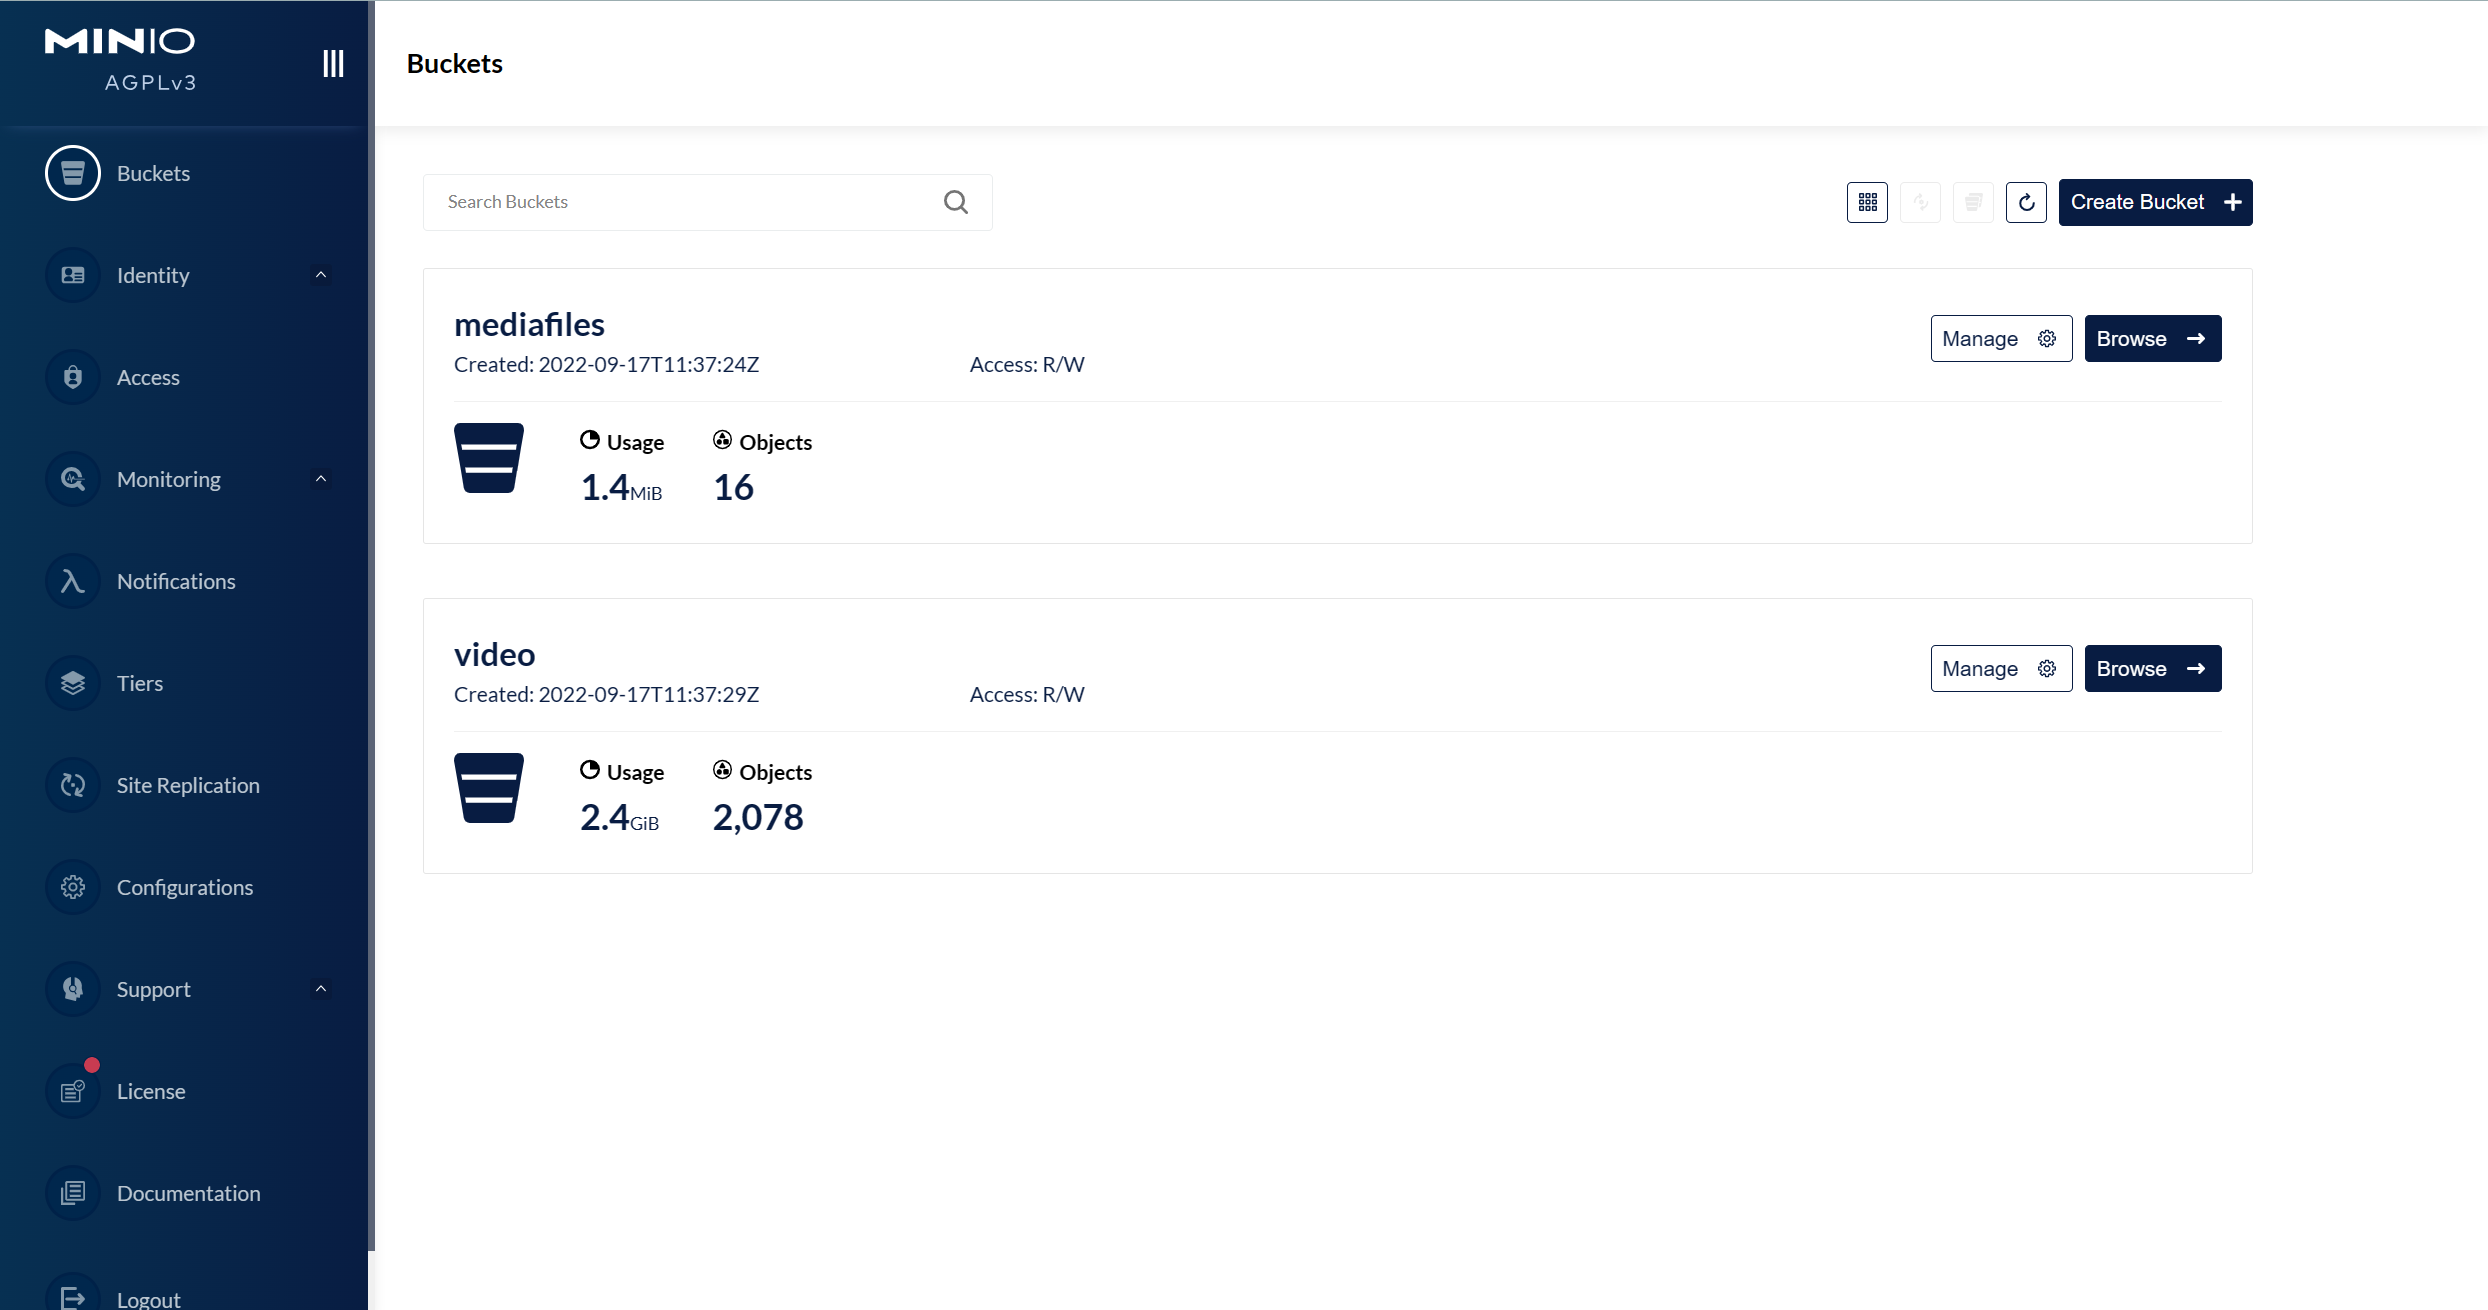 MINIO
AGPLv3
Buckets
Identity
Access
Monitoring
Notifications
Tiers
Site Replication
Configurations
Support
License
Documentation
Logout
Buckets
Search Buckets
Create Bucket
mediafiles
Manage
Browse
Created: 2022-09-17T11:37:24Z Access: R/W
Usage Objects
1.4MiB 16
video
Manage
Browse
Created: 2022-09-17T11:37:29Z Access: R/W
Usage Objects
2.4GiB 2,078